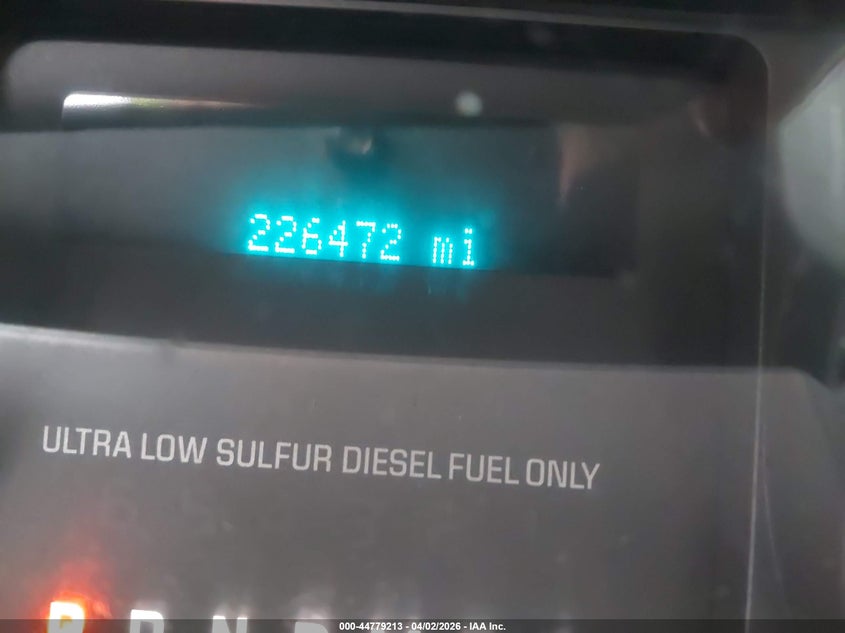 226472 mi
ULTRA LOW SULFUR DIESEL FUEL ONLY
P R N D
000-44779213 - 04/02/2026 - IAA Inc.